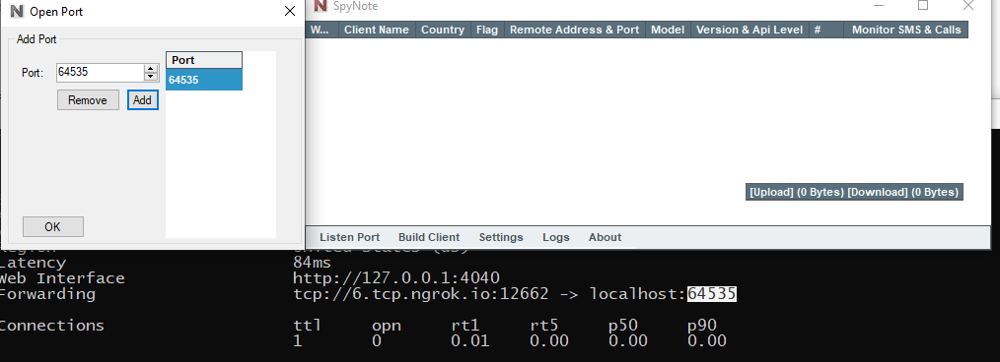 Open Port
Add Port
Port: 64535
Port
64535
Remove Add
OK
SpyNote
W... Client Name Country Flag Remote Address & Port Model Version & Api Level # Monitor SMS & Calls
[Upload] (0 Bytes) [Download] (0 Bytes)
Listen Port Build Client Settings Logs About
Latency 84ms
Web Interface http://127.0.0.1:4040
Forwarding tcp://6.tcp.ngrok.io:12662 -> localhost:64535
Connections ttl opn rt1 rt5 p50 p90
1 0 0.01 0.00 0.00 0.00